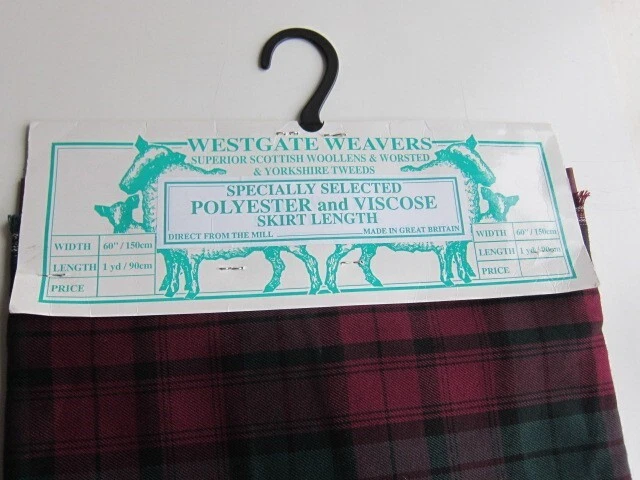 WESTGATE WEAVERS
SUPERIOR SCOTTISH WOOLLENS & WORSTED
& YORKSHIRE TWEEDS
SPECIALLY SELECTED
POLYESTER and VISCOSE
SKIRT LENGTH
DIRECT FROM THE MILL MADE IN GREAT BRITAIN
WIDTH 60"/150cm
LENGTH 1 yd / 90cm
PRICE
WIDTH 60"/150cm
LENGTH 1 yd/90cm
PRICE